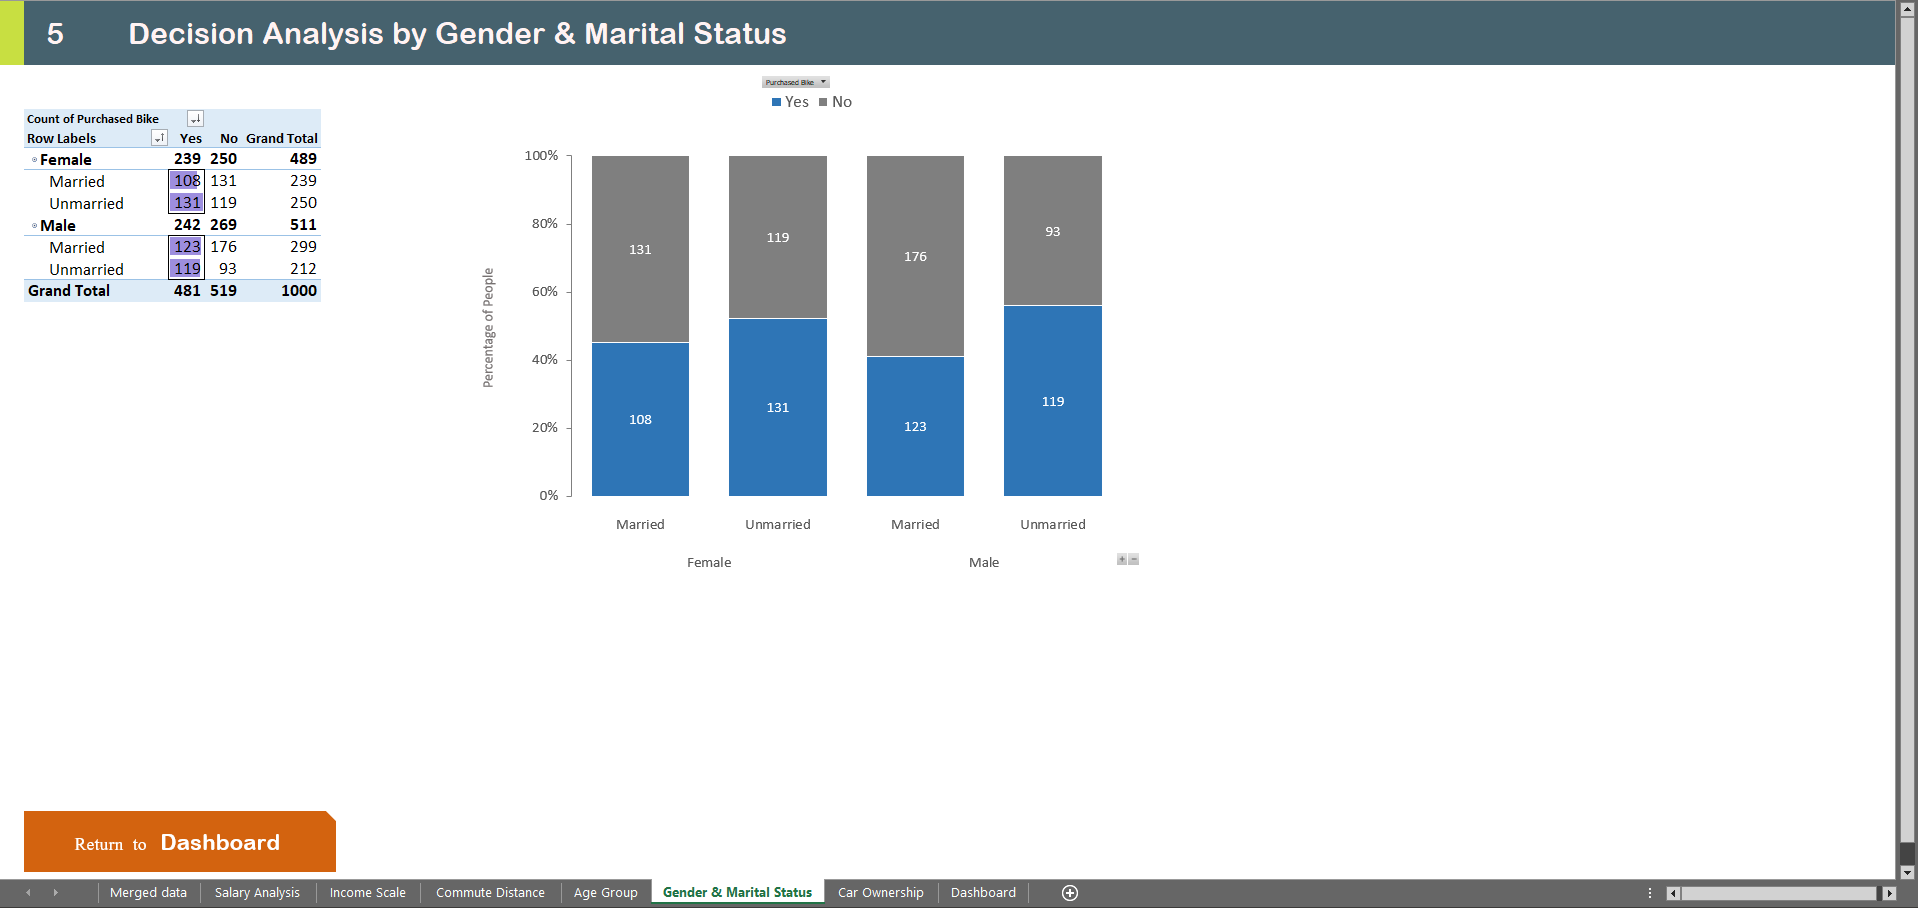 5 Decision Analysis by Gender & Marital Status
Purchased Bike
Yes No
Count of Purchased Bike
Row Labels Yes No Grand Total
Female 239 250 489
Married 108 131 239
Unmarried 131 119 250
Male 242 269 511
Married 123 176 299
Unmarried 119 93 212
Grand Total 481 519 1000
Percentage of People
100%
80%
60%
40%
20%
0%
131 119 176 93
108 131 123 119
Married Unmarried Married Unmarried
Female Male
Return to Dashboard
Merged data Salary Analysis Income Scale Commute Distance Age Group Gender & Marital Status Car Ownership Dashboard